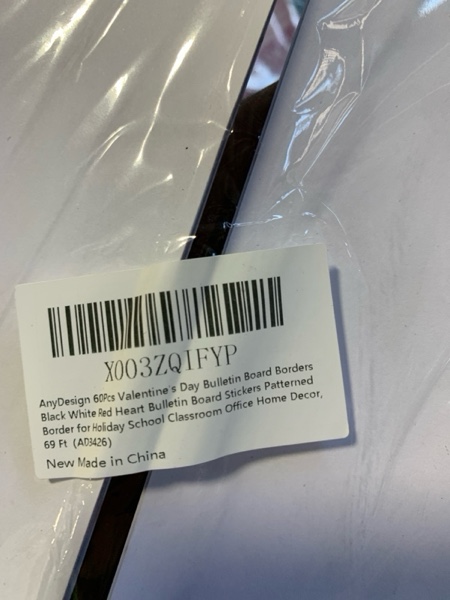 X003ZQIFYP
AnyDesign 60Pcs Valentine's Day Bulletin Board Borders
Black White Red Heart Bulletin Board Stickers Patterned
Border for Holiday School Classroom Office Home Decor,
69 Ft (AD3426)
New Made in China